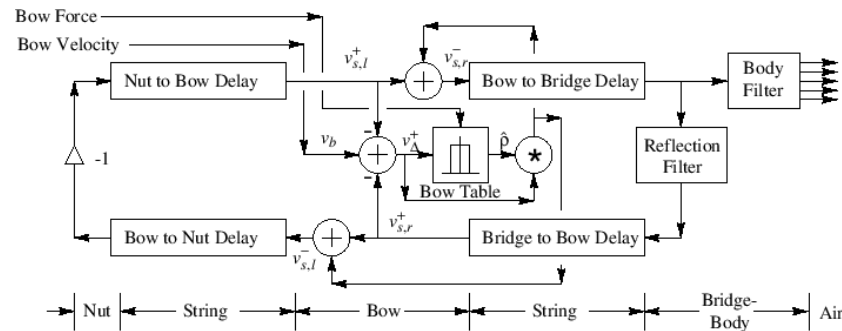 Bow Force
Bow Velocity
v⁺s,l
v⁻s,r
Nut to Bow Delay
Bow to Bridge Delay
Body
Filter
-
-1
v_b
v⁺Δ
ρ̂
*
Reflection
Filter
-
Bow Table
v⁺s,r
Bow to Nut Delay
Bridge to Bow Delay
v⁻s,l
Nut
String
Bow
String
Bridge-
Body
Air